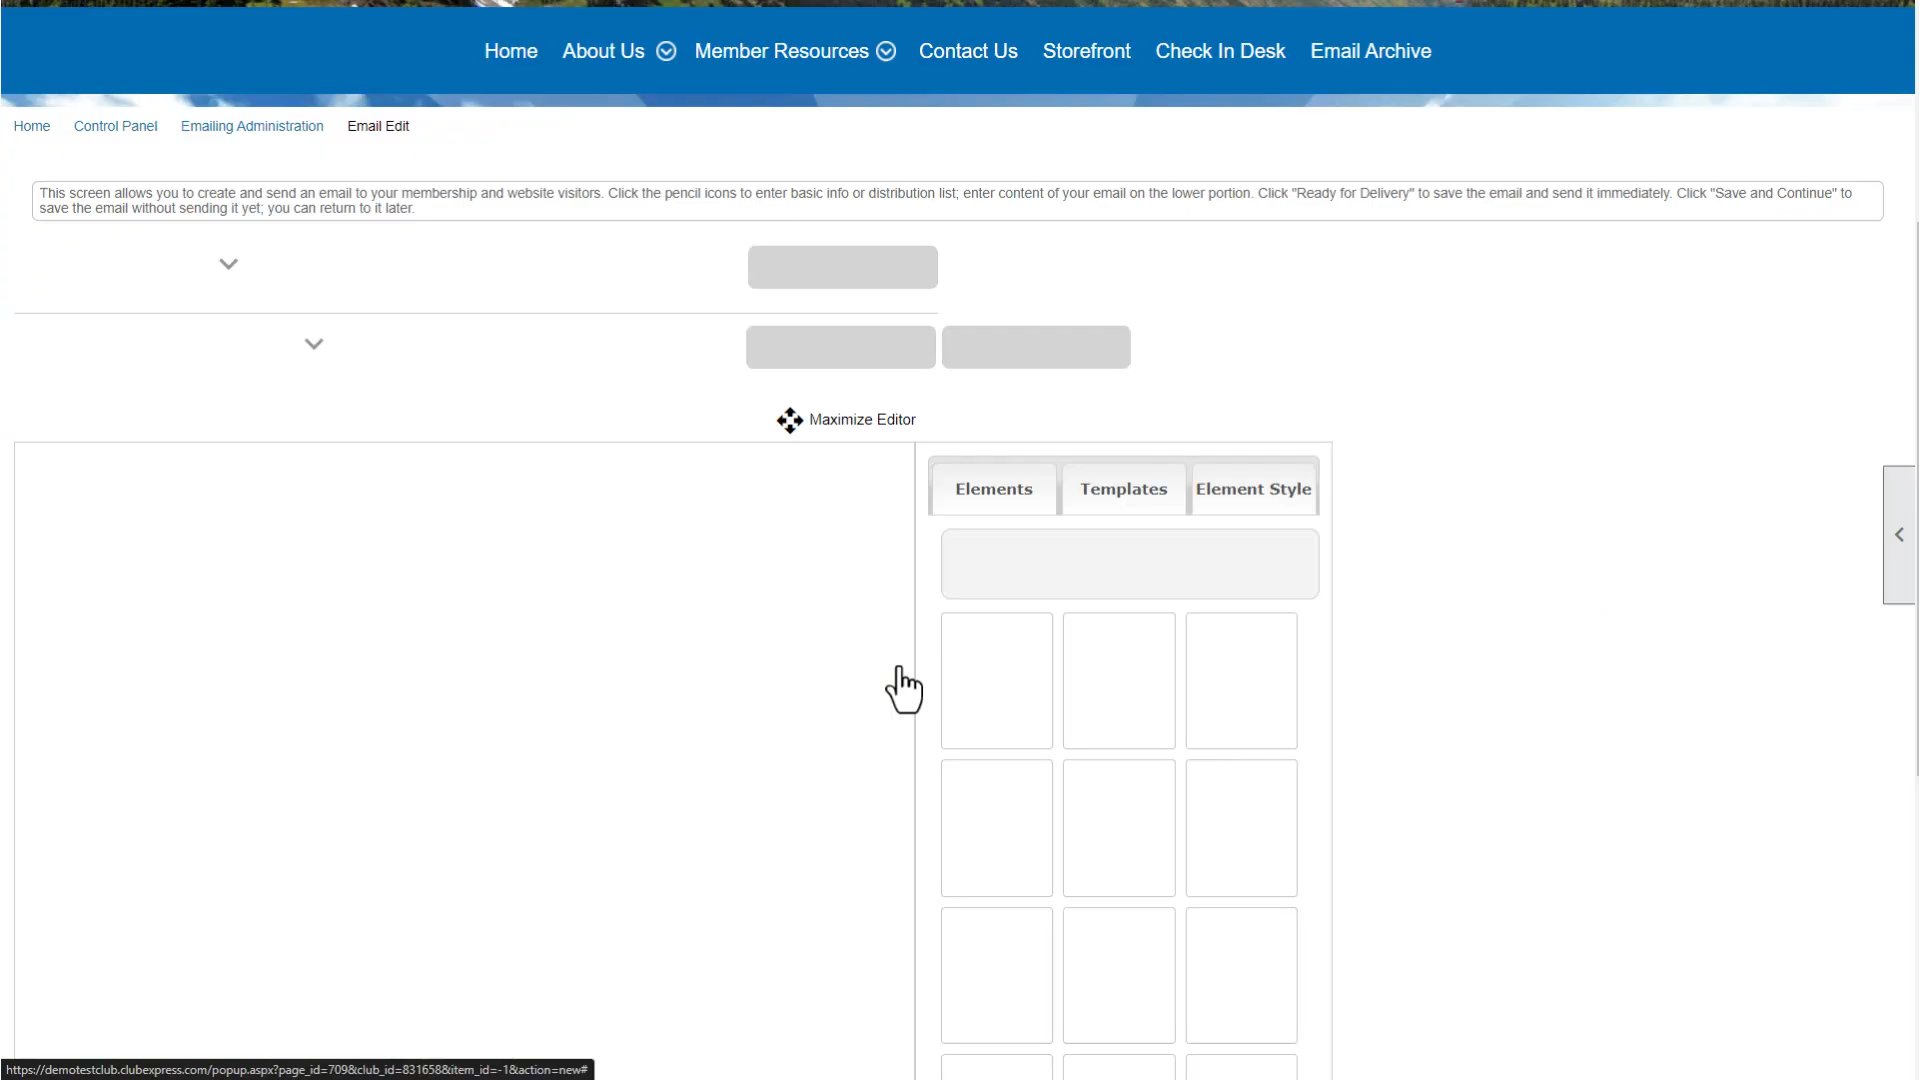 Home About Us Member Resources Contact Us Storefront Check In Desk Email Archive
Home Control Panel Emailing Administration Email Edit
This screen allows you to create and send an email to your membership and website visitors. Click the pencil icons to enter basic info or distribution list; enter content of your email on the lower portion. Click "Ready for Delivery" to save the email and send it immediately. Click "Save and Continue" to
save the email without sending it yet; you can return to it later.
Maximize Editor
Elements Templates Element Style
https://demotestclub.clubexpress.com/popup.aspx?page_id=709&club_id=831658&item_id=-1&action=new#